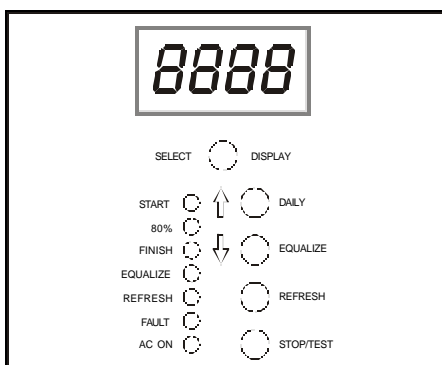 8888
SELECT DISPLAY
START DAILY
80%
FINISH EQUALIZE
EQUALIZE
REFRESH REFRESH
FAULT
AC ON STOP/TEST